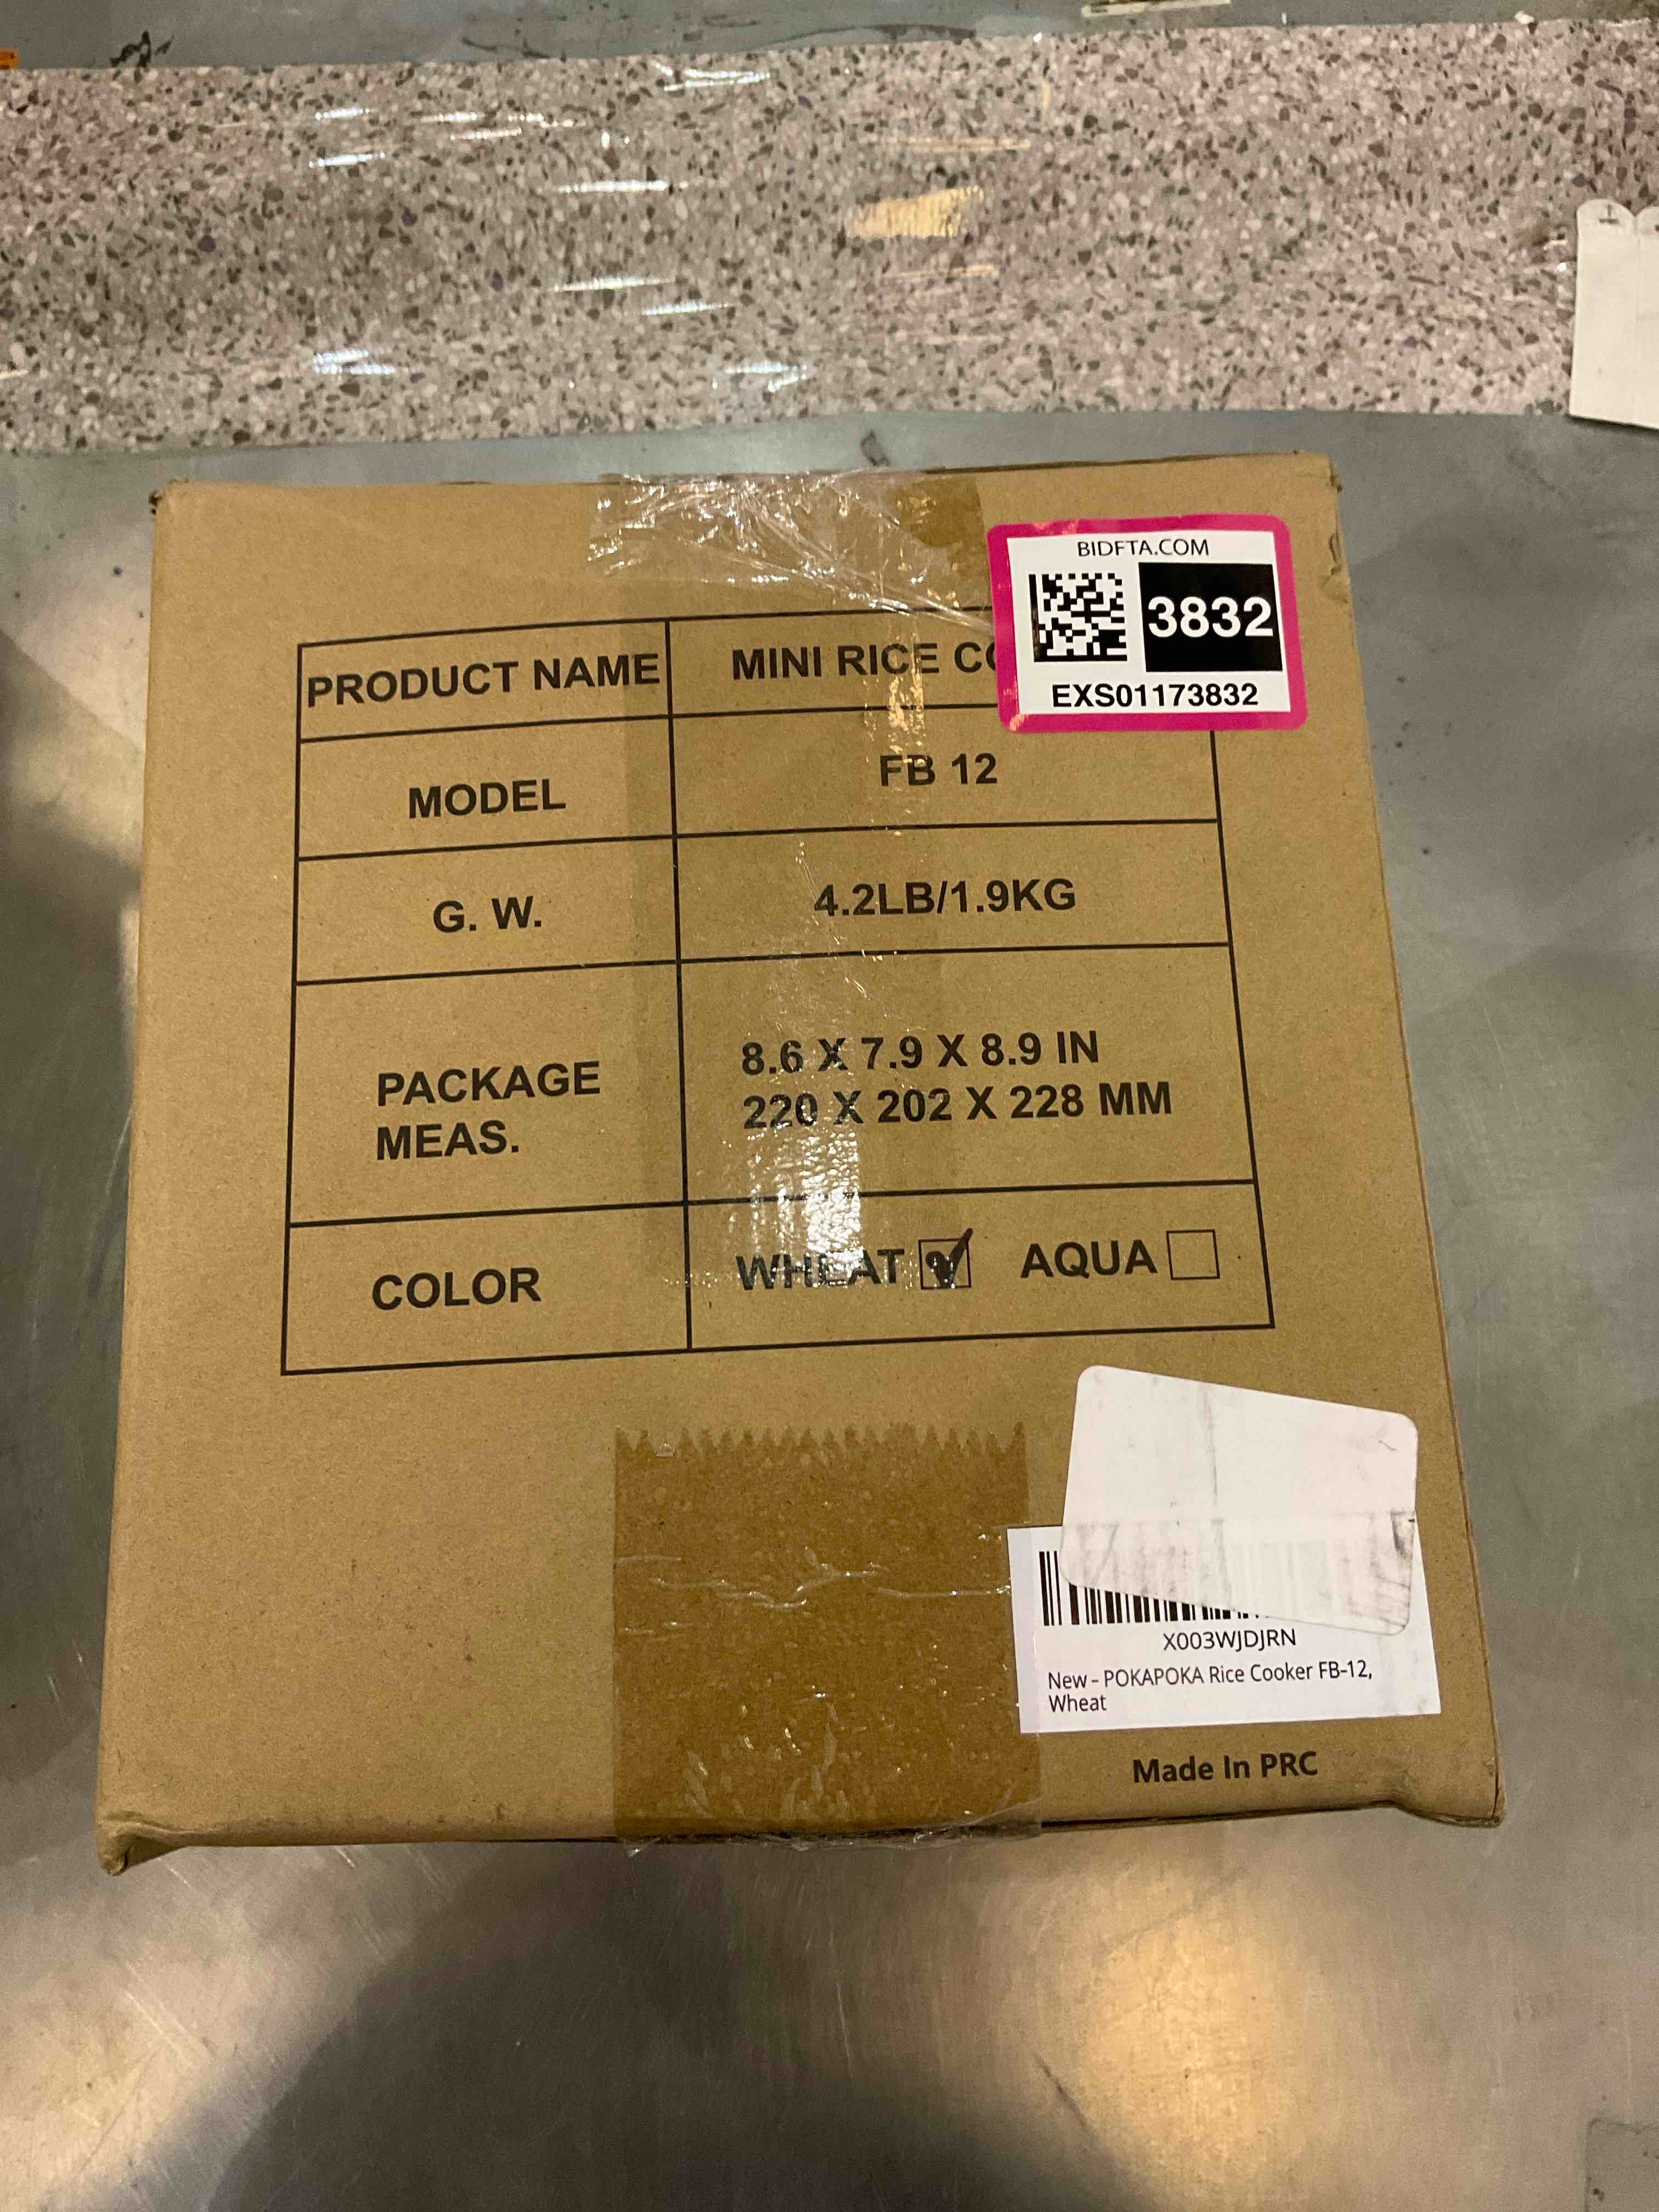 BIDFTA.COM
3832
EXS01173832
PRODUCT NAME
MINI RICE
MODEL
FB 12
G. W.
4.2LB/1.9KG
PACKAGE
MEAS.
8.6 X 7.9 X 8.9 IN
220 X 202 X 228 MM
COLOR
WHEAT AQUA
X003WJDJRN
New - POKAPOKA Rice Cooker FB-12,
Wheat
Made In PRC